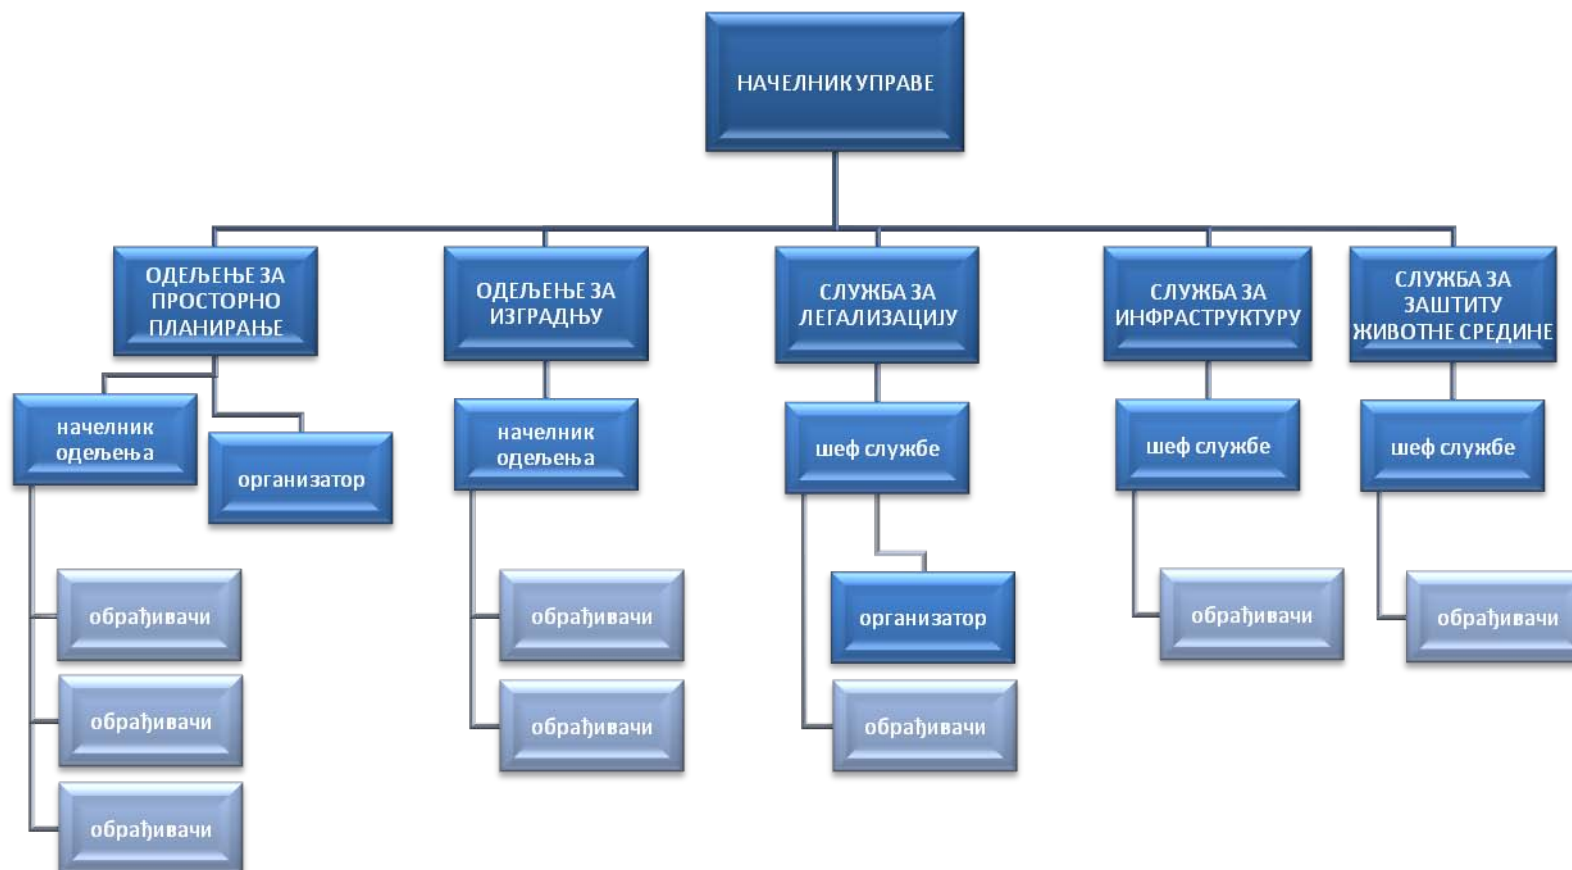 НАЧЕЛНИК УПРАВЕ
ОДЕЉЕЊЕ ЗА
ПРОСТОРНО
ПЛАНИРАЊЕ
ОДЕЉЕЊЕ ЗА
ИЗГРАДЊУ
СЛУЖБА ЗА
ЛЕГАЛИЗАЦИЈУ
СЛУЖБА ЗА
ИНФРАСТРУКТУРУ
СЛУЖБА ЗА
ЗАШТИТУ
ЖИВОТНЕ СРЕДИНЕ
начелник
одељења
организатор
начелник
одељења
шеф службе
шеф службе
шеф службе
обрађивачи
обрађивачи
обрађивачи
обрађивачи
обрађивачи
организатор
обрађивачи
обрађивачи
обрађивачи